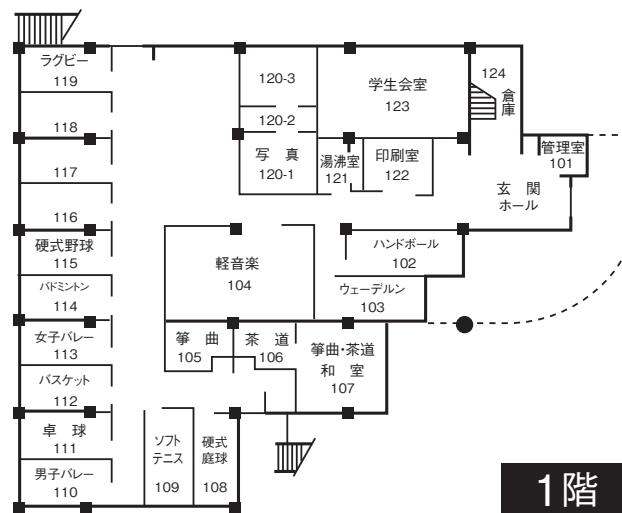 ラグビー
119
118
117
116
硬式野球
115
バドミントン
114
女子バレー
113
バスケット
112
卓 球
111
男子バレー
110
120-3
120-2
写 真
120-1
学生会室
123
124
倉庫
湯沸室
121
印刷室
122
管理室
101
玄 関
ホール
軽音楽
104
ハンドボール
102
ウェーデルン
103
箏 曲
105
茶 道
106
箏曲・茶道
和 室
107
ソフト
テニス
109
硬式
庭球
108
1階